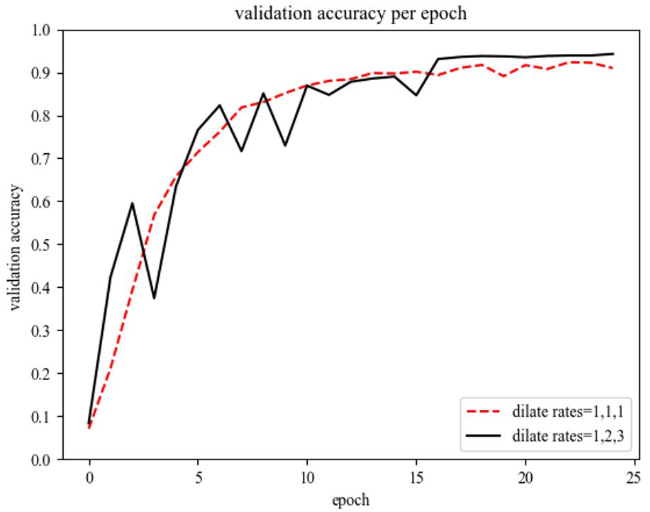 validation accuracy per epoch
1.0
0.9
0.8
0.7
0.6
0.5
0.4
0.3
0.2
0.1
0.0
validation accuracy
dilate rates=1,1,1
dilate rates=1,2,3
0 5 10 15 20 25
epoch